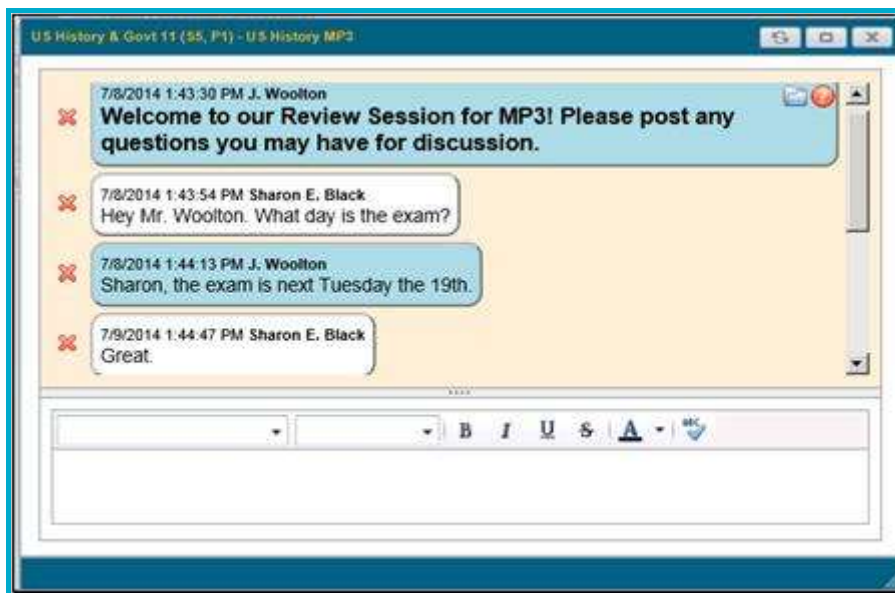 US History & Govt 11 (S5, P1) - US History MP3
7/8/2014 1:43:30 PM J. Woolton
Welcome to our Review Session for MP3! Please post any
questions you may have for discussion.
7/8/2014 1:43:54 PM Sharon E. Black
Hey Mr. Woolton. What day is the exam?
7/8/2014 1:44:13 PM J. Woolton
Sharon, the exam is next Tuesday the 19th.
7/9/2014 1:44:47 PM Sharon E. Black
Great.
B I U S A ABC